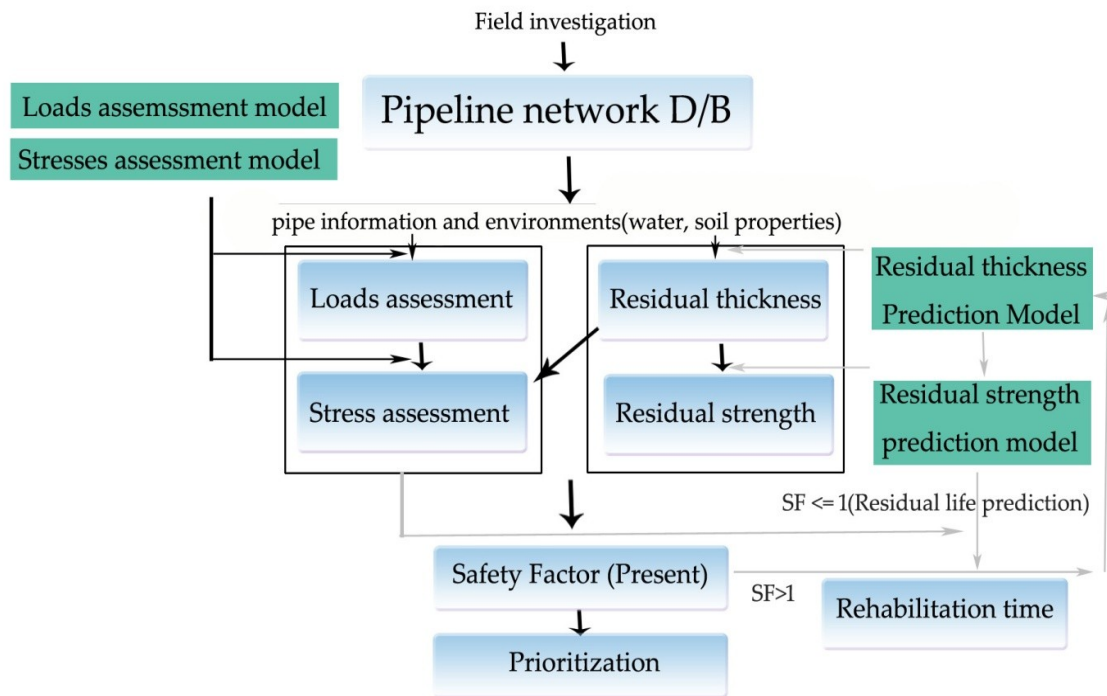 Field investigation
Pipeline network D/B
Loads assemssment model
Stresses assessment model
pipe information and environments(water, soil properties)
Loads assessment
Residual thickness
Residual thickness
Prediction Model
Stress assessment
Residual strength
Residual strength
prediction model
SF <= 1(Residual life prediction)
Safety Factor (Present)
SF>1
Rehabilitation time
Prioritization